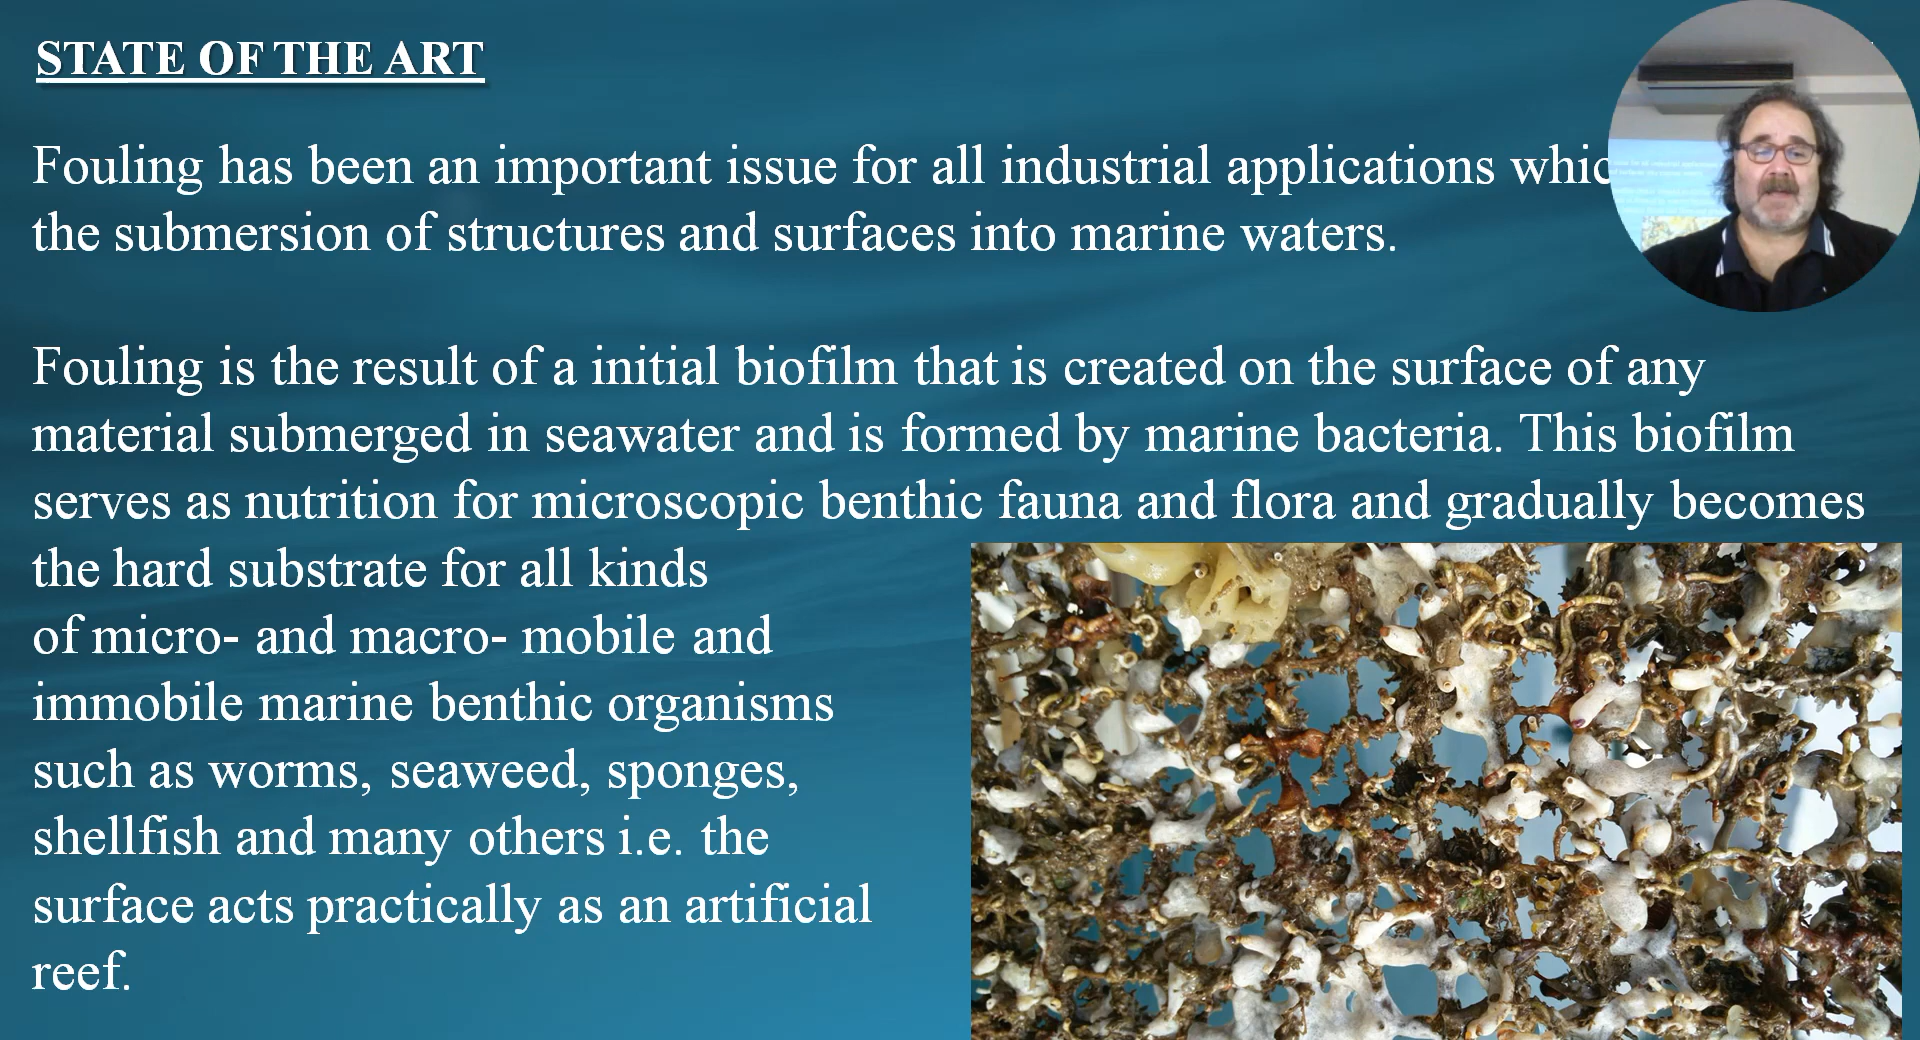 STATE OF THE ART
Fouling has been an important issue for all industrial applications
the submersion of structures and surfaces into marine waters.
Fouling is the result of a initial biofilm that is created on the surface of any
material submerged in seawater and is formed by marine bacteria. This biofilm
serves as nutrition for microscopic benthic fauna and flora and gradually becomes
the hard substrate for all kinds
of micro- and macro- mobile and
immobile marine benthic organisms
such as worms, seaweed, sponges,
shellfish and many others i.e. the
surface acts practically as an artificial
reef.